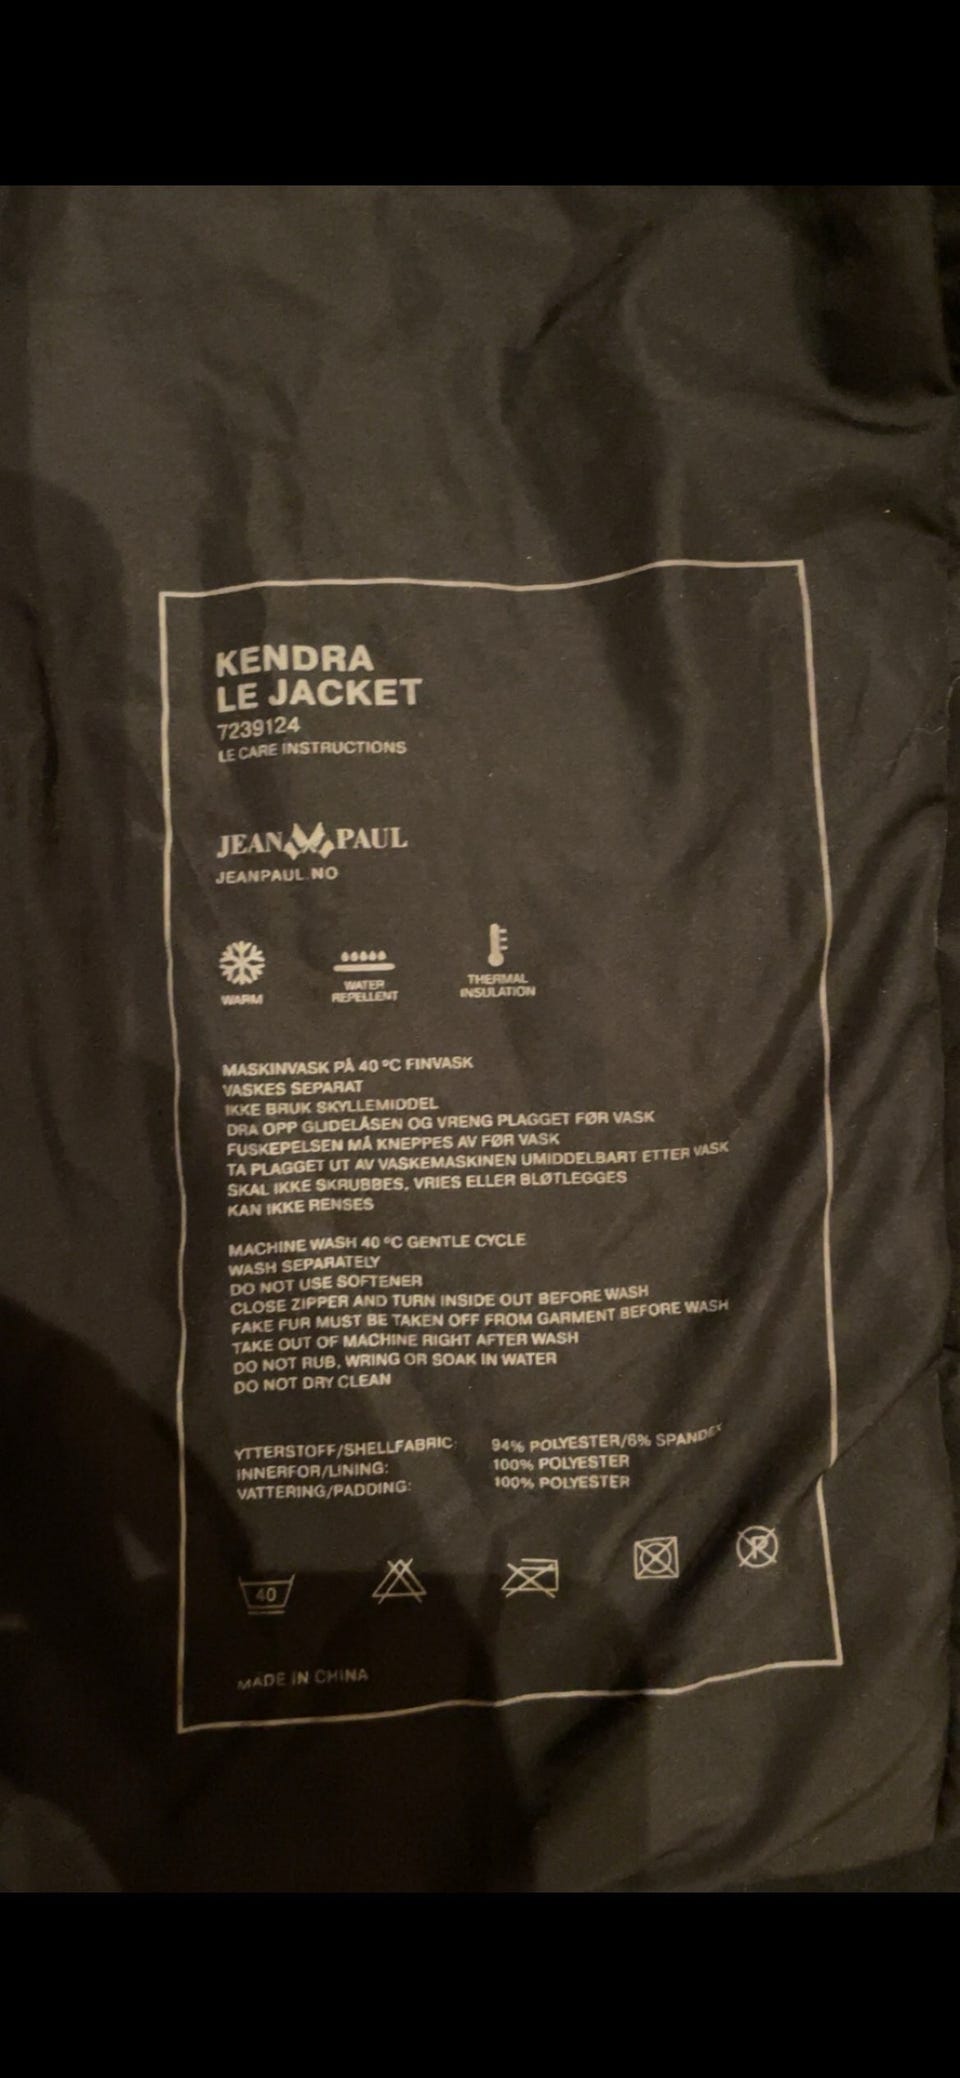 KENDRA
LE JACKET
7239124
LE CARE INSTRUCTIONS
JEAN PAUL
JEANPAUL.NO
WARM
WATER
REPELLENT
THERMAL
INSULATION
MASKINVASK PÅ 40 °C FINVASK
VASKES SEPARAT
IKKE BRUK SKYLLEMIDDEL
DRA OPP GLIDELÅSEN OG VRENG PLAGGET FØR VASK
FUSKEPELSEN MÅ KNEPPES AV FØR VASK
TA PLAGGET UT AV VASKEMASKINEN UMIDDELBART ETTER VASK
SKAL IKKE SKRUBBES, VRIES ELLER BLØTLEGGES
KAN IKKE RENSES
MACHINE WASH 40 °C GENTLE CYCLE
WASH SEPARATELY
DO NOT USE SOFTENER
CLOSE ZIPPER AND TURN INSIDE OUT BEFORE WASH
FAKE FUR MUST BE TAKEN OFF FROM GARMENT BEFORE WASH
TAKE OUT OF MACHINE RIGHT AFTER WASH
DO NOT RUB, WRING OR SOAK IN WATER
DO NOT DRY CLEAN
YTTERSTOFF/SHELLFABRIC: 94% POLYESTER/6% SPANDEX
INNERFOR/LINING: 100% POLYESTER
VATTERING/PADDING: 100% POLYESTER
40
P
MADE IN CHINA